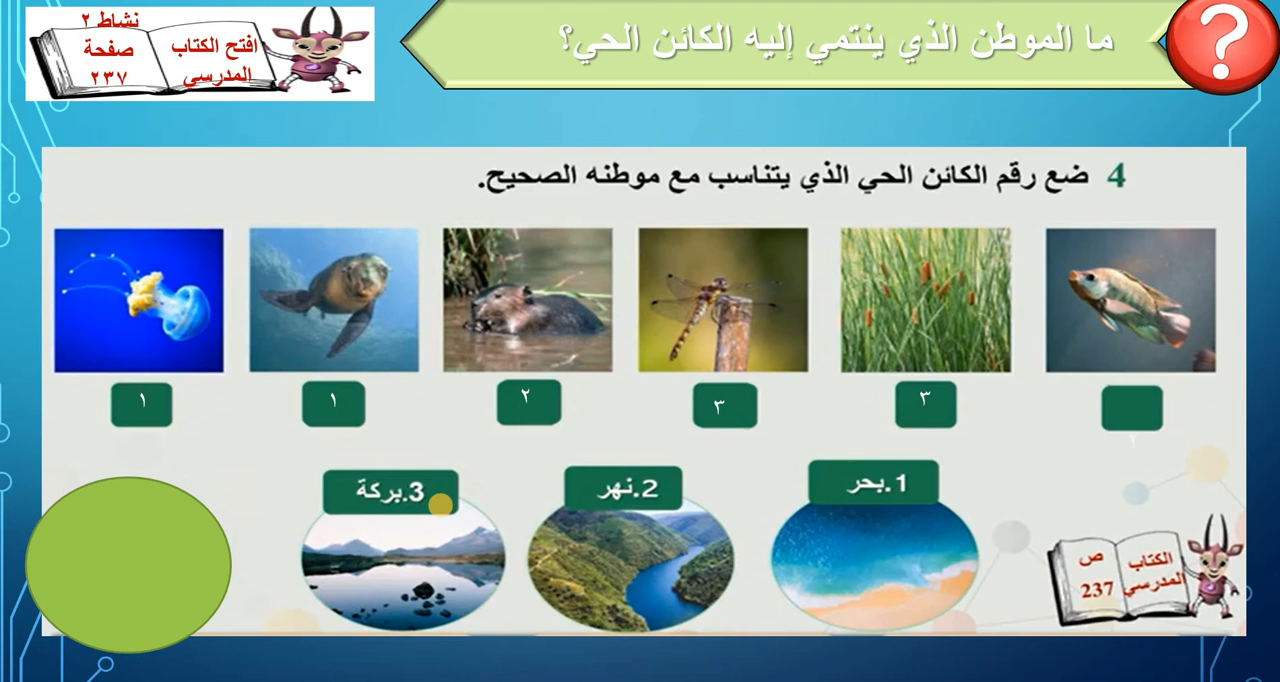 ما الموطن الذي ينتمي إليه الكائن الحي؟
?
نشاط ٢
افتح الكتاب
المدرسي
صفحة
٢٣٧
4 ضع رقم الكائن الحي الذي يتناسب مع موطنه الصحيح.
٣
٣
٢
١
١
1.بحر
2.نهر
3.بركة
الكتاب
المدرسي
ص
237